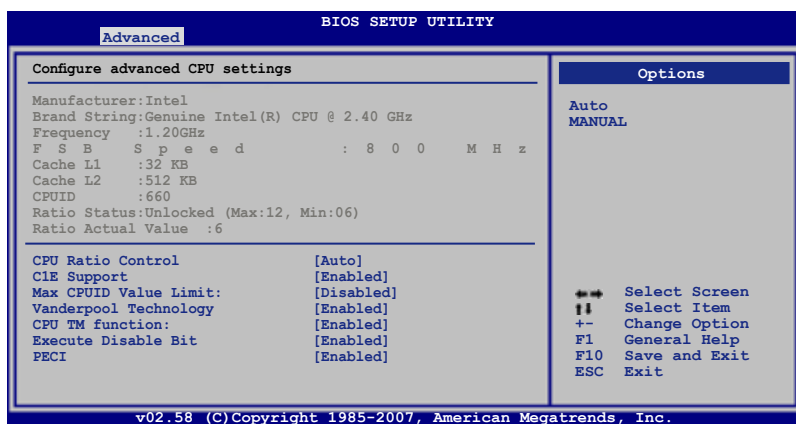 BIOS SETUP UTILITY
Advanced
Configure advanced CPU settings
Manufacturer:Intel
Brand String:Genuine Intel(R) CPU @ 2.40 GHz
Frequency :1.20GHz
F S B S p e e d : 8 0 0 M H z
Cache L1 :32 KB
Cache L2 :512 KB
CPUID :660
Ratio Status:Unlocked (Max:12, Min:06)
Ratio Actual Value :6
CPU Ratio Control [Auto]
C1E Support [Enabled]
Max CPUID Value Limit: [Disabled]
Vanderpool Technology [Enabled]
CPU TM function: [Enabled]
Execute Disable Bit [Enabled]
PECI [Enabled]
Options
Auto
MANUAL
Select Screen
Select Item
+- Change Option
F1 General Help
F10 Save and Exit
ESC Exit
v02.58 (C)Copyright 1985-2007, American Megatrends, Inc.